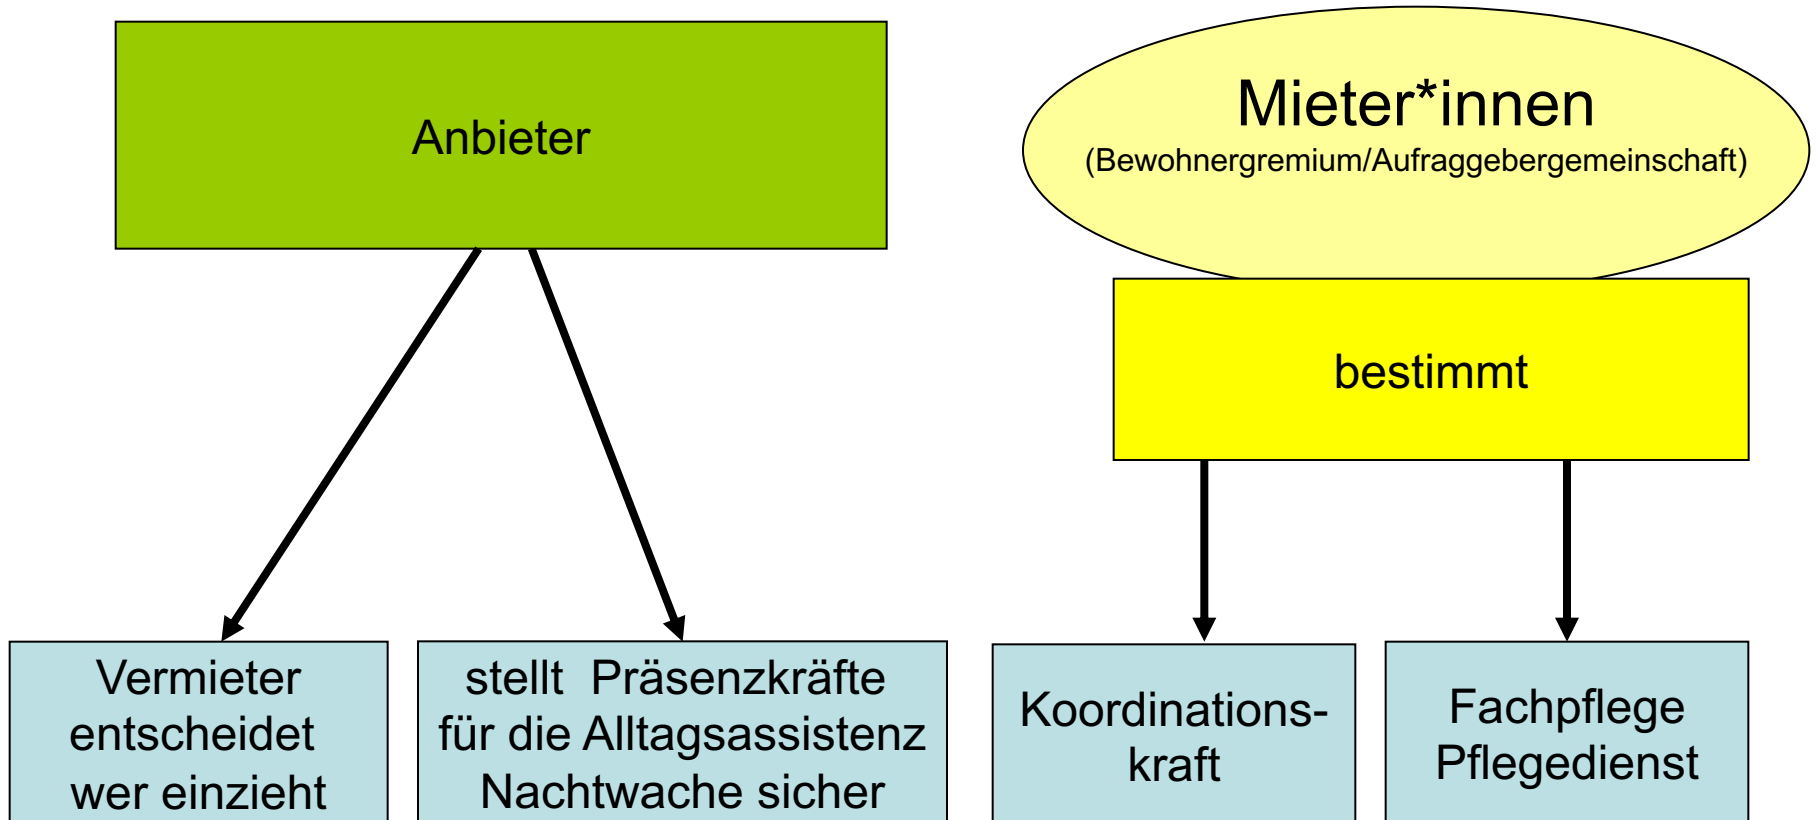 Anbieter
Mieter*innen
(Bewohnergremium/Aufraggebergemeinschaft)
bestimmt
Vermieter
entscheidet
wer einzieht
stellt Präsenzkräfte
für die Alltagsassistenz
Nachtwache sicher
Koordinations-
kraft
Fachpflege
Pflegedienst